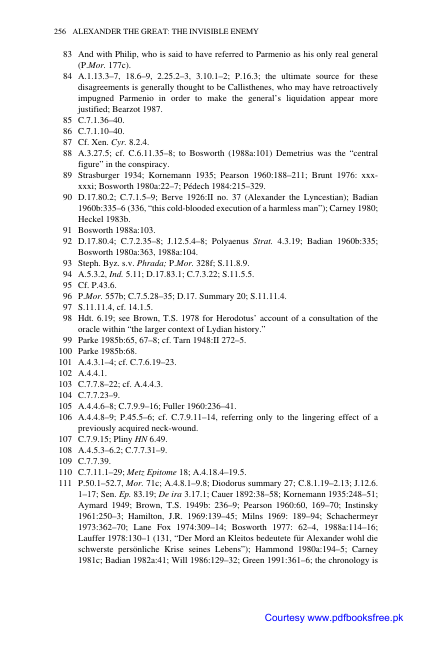 256 ALEXANDER THE GREAT: THE INVISIBLE ENEMY
83 And with Philip, who is said to have referred to Parmenio as his only real general
(P.Mor. 177c).
84 A.1.13.3–7, 18.6–9, 2.25.2–3, 3.10.1–2; P.16.3; the ultimate source for these
disagreements is generally thought to be Callisthenes, who may have retroactively
impugned Parmenio in order to make the general's liquidation appear more
justified; Bearzot 1987.
85 C.7.1.36–40.
86 C.7.1.10–40.
87 Cf. Xen. Cyr. 8.2.4.
88 A.3.27.5; cf. C.6.11.35–8; to Bosworth (1988a:101) Demetrius was the “central
figure” in the conspiracy.
89 Strasburger 1934; Kornemann 1935; Pearson 1960:188–211; Brunt 1976: xxx-
xxxi; Bosworth 1980a:22–7; Pédech 1984:215–329.
90 D.17.80.2; C.7.1.5–9; Berve 1926:II no. 37 (Alexander the Lyncestian); Badian
1960b:335–6 (336, “this cold-blooded execution of a harmless man”); Carney 1980;
Heckel 1983b.
91 Bosworth 1988a:103.
92 D.17.80.4; C.7.2.35–8; J.12.5.4–8; Polyaenus Strat. 4.3.19; Badian 1960b:335;
Bosworth 1980a:363, 1988a:104.
93 Steph. Byz. s.v. Phrada; P.Mor. 328f; S.11.8.9.
94 A.5.3.2, Ind. 5.11; D.17.83.1; C.7.3.22; S.11.5.5.
95 Cf. P.43.6.
96 P.Mor. 557b; C.7.5.28–35; D.17. Summary 20; S.11.11.4.
97 S.11.11.4, cf. 14.1.5.
98 Hdt. 6.19; see Brown, T.S. 1978 for Herodotus' account of a consultation of the
oracle within “the larger context of Lydian history.”
99 Parke 1985b:65, 67–8; cf. Tarn 1948:II 272–5.
100 Parke 1985b:68.
101 A.4.3.1–4; cf. C.7.6.19–23.
102 A.4.4.1.
103 C.7.7.8–22; cf. A.4.4.3.
104 C.7.7.23–9.
105 A.4.4.6–8; C.7.9.9–16; Fuller 1960:236–41.
106 A.4.4.8–9; P.45.5–6; cf. C.7.9.11–14, referring only to the lingering effect of a
previously acquired neck-wound.
107 C.7.9.15; Pliny HN 6.49.
108 A.4.5.3–6.2; C.7.7.31–9.
109 C.7.7.39.
110 C.7.11.1–29; Metz Epitome 18; A.4.18.4–19.5.
111 P.50.1–52.7, Mor. 71c; A.4.8.1–9.8; Diodorus summary 27; C.8.1.19–2.13; J.12.6.
1–17; Sen. Ep. 83.19; De ira 3.17.1; Cauer 1892:38–58; Kornemann 1935:248–51;
Aymard 1949; Brown, T.S. 1949b: 236–9; Pearson 1960:60, 169–70; Instinsky
1961:250–3; Hamilton, J.R. 1969:139–45; Milns 1969: 189–94; Schachermeyr
1973:362–70; Lane Fox 1974:309–14; Bosworth 1977: 62–4, 1988a:114–16;
Lauffer 1978:130–1 (131, “Der Mord an Kleitos bedeutete für Alexander wohl die
schwerste persönliche Krise seines Lebens”); Hammond 1980a:194–5; Carney
1981c; Badian 1982a:41; Will 1986:129–32; Green 1991:361–6; the chronology is
Courtesy www.pdfbooksfree.pk